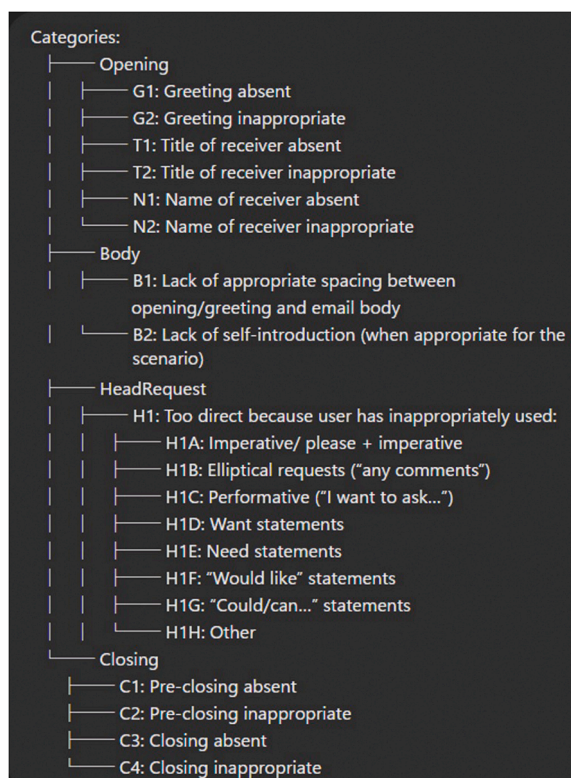 Categories:
Opening
G1: Greeting absent
G2: Greeting inappropriate
T1: Title of receiver absent
T2: Title of receiver inappropriate
N1: Name of receiver absent
N2: Name of receiver inappropriate
Body
B1: Lack of appropriate spacing between
opening/greeting and email body
B2: Lack of self-introduction (when appropriate for the
scenario)
HeadRequest
H1: Too direct because user has inappropriately used:
H1A: Imperative/ please + imperative
H1B: Elliptical requests (“any comments”)
H1C: Performative (“I want to ask...”)
H1D: Want statements
H1E: Need statements
H1F: “Would like” statements
H1G: “Could/can...” statements
H1H: Other
Closing
C1: Pre-closing absent
C2: Pre-closing inappropriate
C3: Closing absent
C4: Closing inappropriate